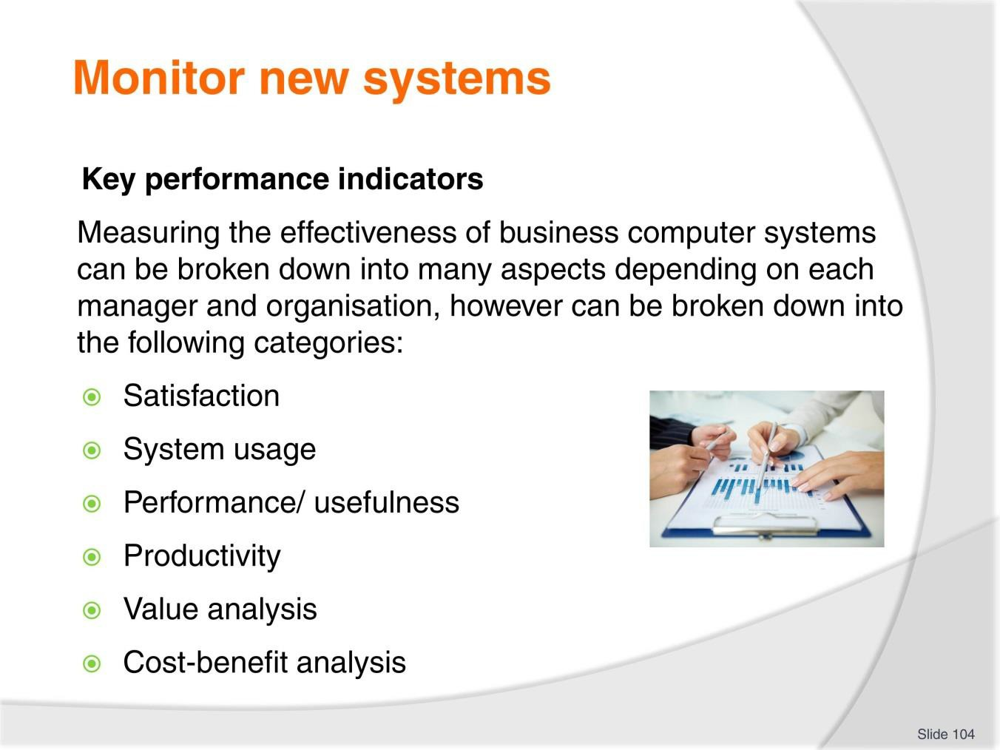 Monitor new systems
Key performance indicators
Measuring the effectiveness of business computer systems
can be broken down into many aspects depending on each
manager and organisation, however can be broken down into
the following categories:
Satisfaction
System usage
Performance/ usefulness
Productivity
Value analysis
Cost-benefit analysis
Slide 104